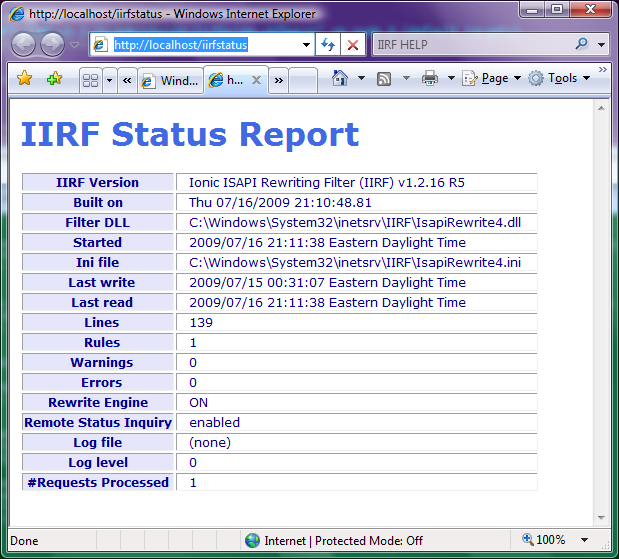 http://localhost/iirfstatus - Windows Internet Explorer
http://localhost/iirfstatus
IIRF HELP
Wind...
h...
Page
Tools
IIRF Status Report
IIRF Version Ionic ISAPI Rewriting Filter (IIRF) v1.2.16 R5
Built on Thu 07/16/2009 21:10:48.81
Filter DLL C:\Windows\System32\inetsrv\IIRF\IsapiRewrite4.dll
Started 2009/07/16 21:11:38 Eastern Daylight Time
Ini file C:\Windows\System32\inetsrv\IIRF\IsapiRewrite4.ini
Last write 2009/07/15 00:31:07 Eastern Daylight Time
Last read 2009/07/16 21:11:38 Eastern Daylight Time
Lines 139
Rules 1
Warnings 0
Errors 0
Rewrite Engine ON
Remote Status Inquiry enabled
Log file (none)
Log level 0
#Requests Processed 1
Done
Internet | Protected Mode: Off
100%